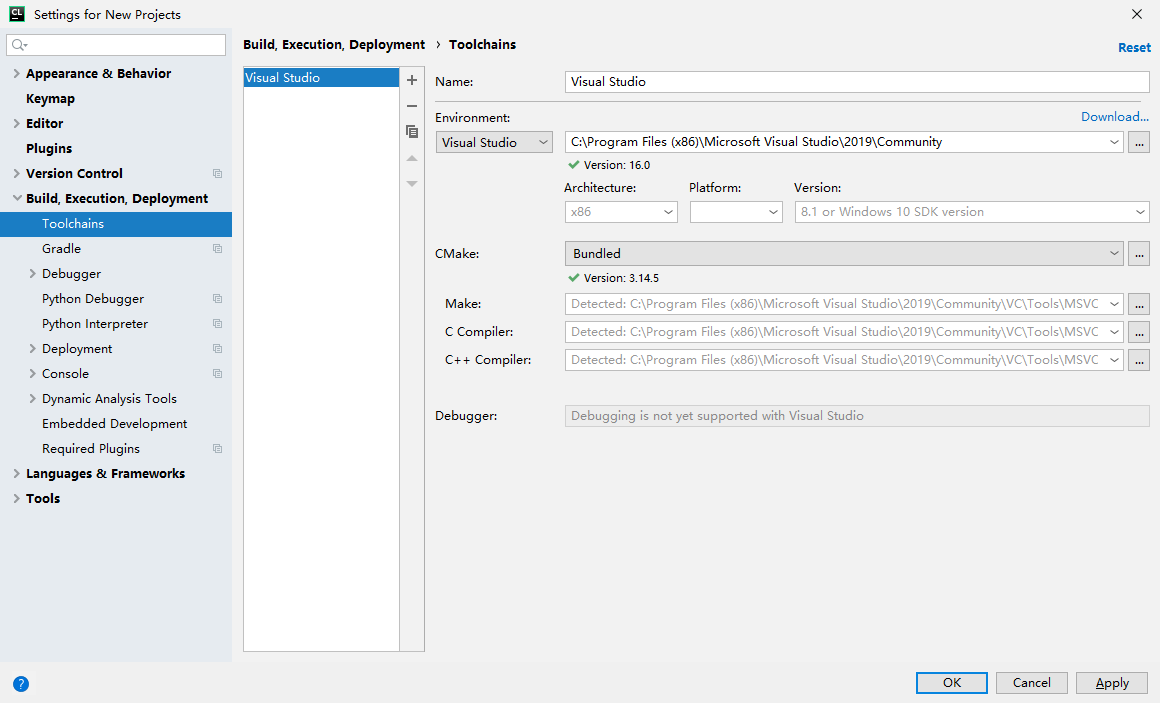 CL Settings for New Projects
Build, Execution, Deployment › Toolchains
Reset
Appearance & Behavior
Keymap
Editor
Plugins
Version Control
Build, Execution, Deployment
Toolchains
Gradle
Debugger
Python Debugger
Python Interpreter
Deployment
Console
Dynamic Analysis Tools
Embedded Development
Required Plugins
Languages & Frameworks
Tools
Visual Studio
Name: Visual Studio
Environment: Download...
Visual Studio C:\Program Files (x86)\Microsoft Visual Studio\2019\Community ...
Version: 16.0
Architecture: Platform: Version:
x86 8.1 or Windows 10 SDK version
CMake: Bundled ...
Version: 3.14.5
Make: Detected: C:\Program Files (x86)\Microsoft Visual Studio\2019\Community\VC\Tools\MSVC ...
C Compiler: Detected: C:\Program Files (x86)\Microsoft Visual Studio\2019\Community\VC\Tools\MSVC ...
C++ Compiler: Detected: C:\Program Files (x86)\Microsoft Visual Studio\2019\Community\VC\Tools\MSVC ...
Debugger: Debugging is not yet supported with Visual Studio
? OK Cancel Apply